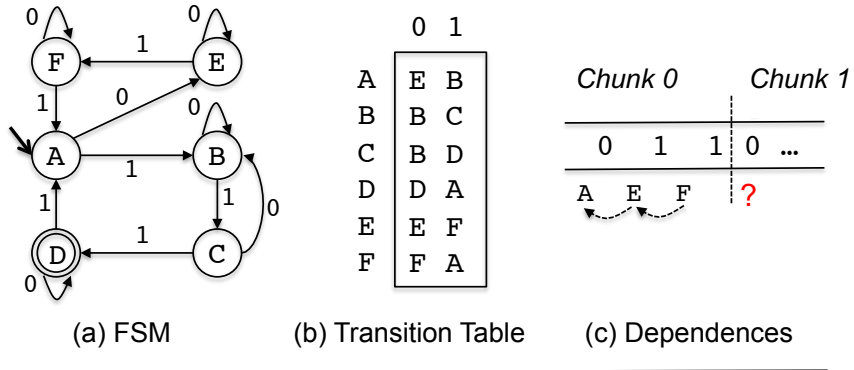 0
0
1
F
E
1
0
0
A
1
B
1
1
0
1
D
C
0
(a) FSM
0 1
A E B
B B C
C B D
D D A
E E F
F F A
(b) Transition Table
Chunk 0 Chunk 1
0 1 1 0 ...
A E F ?
(c) Dependences